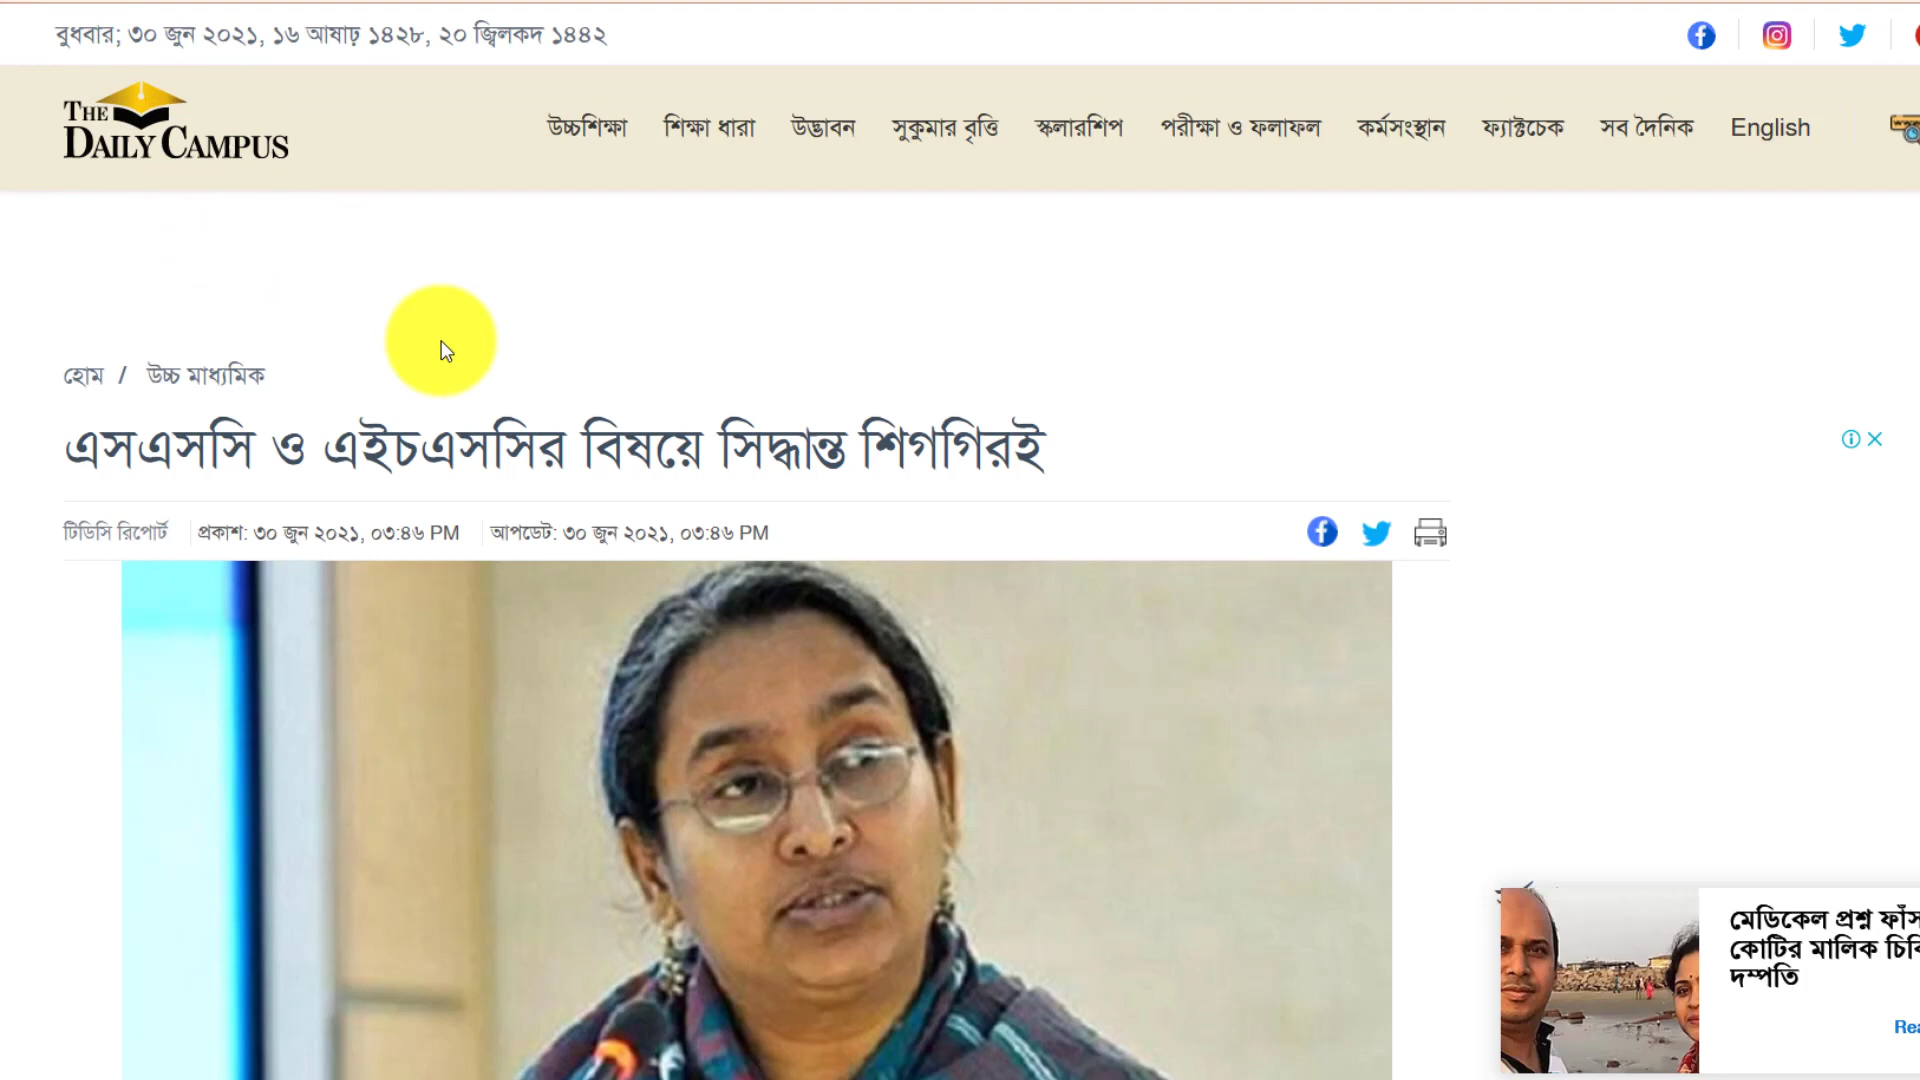 বুধবার; ৩০ জুন ২০২১, ১৬ আষাঢ় ১৪২৮, ২০ জ্বিলকদ ১৪৪২
THE
DAILY CAMPUS
উচ্চশিক্ষা শিক্ষা ধারা উদ্ভাবন সুকুমার বৃত্তি স্কলারশিপ পরীক্ষা ও ফলাফল কর্মসংস্থান ফ্যাক্টচেক সব দৈনিক English
হোম / উচ্চ মাধ্যমিক
এসএসসি ও এইচএসসির বিষয়ে সিদ্ধান্ত শিগগিরই
টিডিসি রিপোর্ট প্রকাশ: ৩০ জুন ২০২১, ০৩:৪৬ PM আপডেট: ৩০ জুন ২০২১, ০৩:৪৬ PM
মেডিকেল প্রশ্ন
কোটির মালিক
দম্পতি